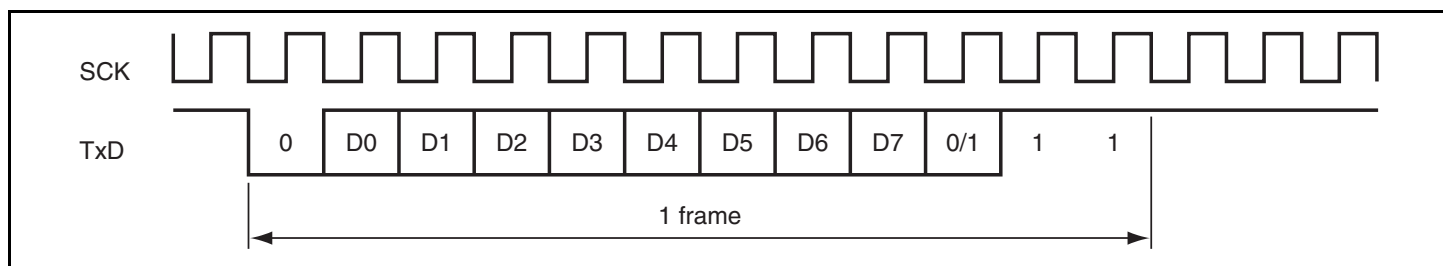 SCK
TxD 0 D0 D1 D2 D3 D4 D5 D6 D7 0/1 1 1
1 frame